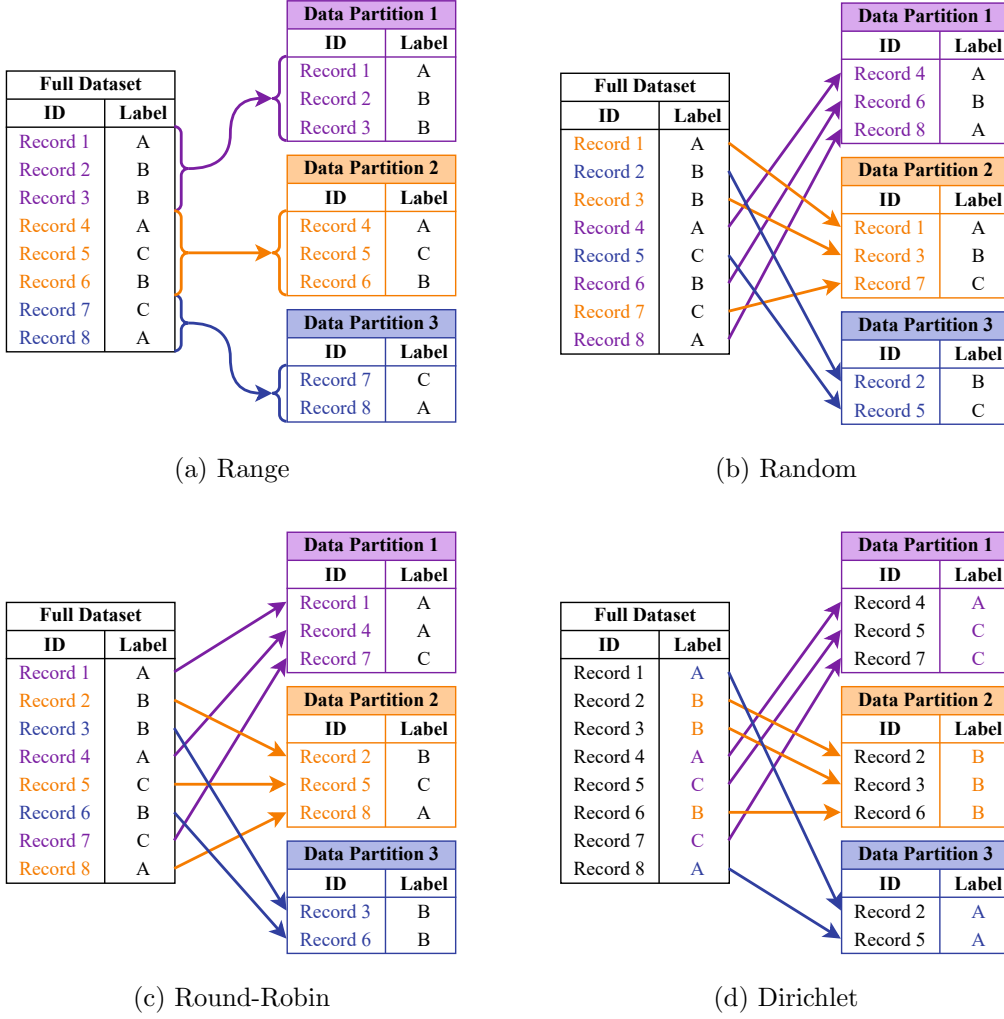 Full Dataset
ID Label
Record 1 A
Record 2 B
Record 3 B
Record 4 A
Record 5 C
Record 6 B
Record 7 C
Record 8 A
Data Partition 1
ID Label
Record 1 A
Record 2 B
Record 3 B
Data Partition 2
ID Label
Record 4 A
Record 5 C
Record 6 B
Data Partition 3
ID Label
Record 7 C
Record 8 A
(a) Range
Full Dataset
ID Label
Record 1 A
Record 2 B
Record 3 B
Record 4 A
Record 5 C
Record 6 B
Record 7 C
Record 8 A
Data Partition 1
ID Label
Record 4 A
Record 6 B
Record 8 A
Data Partition 2
ID Label
Record 1 A
Record 3 B
Record 7 C
Data Partition 3
ID Label
Record 2 B
Record 5 C
(b) Random
Full Dataset
ID Label
Record 1 A
Record 2 B
Record 3 B
Record 4 A
Record 5 C
Record 6 B
Record 7 C
Record 8 A
Data Partition 1
ID Label
Record 1 A
Record 4 A
Record 7 C
Data Partition 2
ID Label
Record 2 B
Record 5 C
Record 8 A
Data Partition 3
ID Label
Record 3 B
Record 6 B
(c) Round-Robin
Full Dataset
ID Label
Record 1 A
Record 2 B
Record 3 B
Record 4 A
Record 5 C
Record 6 B
Record 7 C
Record 8 A
Data Partition 1
ID Label
Record 4 A
Record 5 C
Record 7 C
Data Partition 2
ID Label
Record 2 B
Record 3 B
Record 6 B
Data Partition 3
ID Label
Record 2 A
Record 5 A
(d) Dirichlet